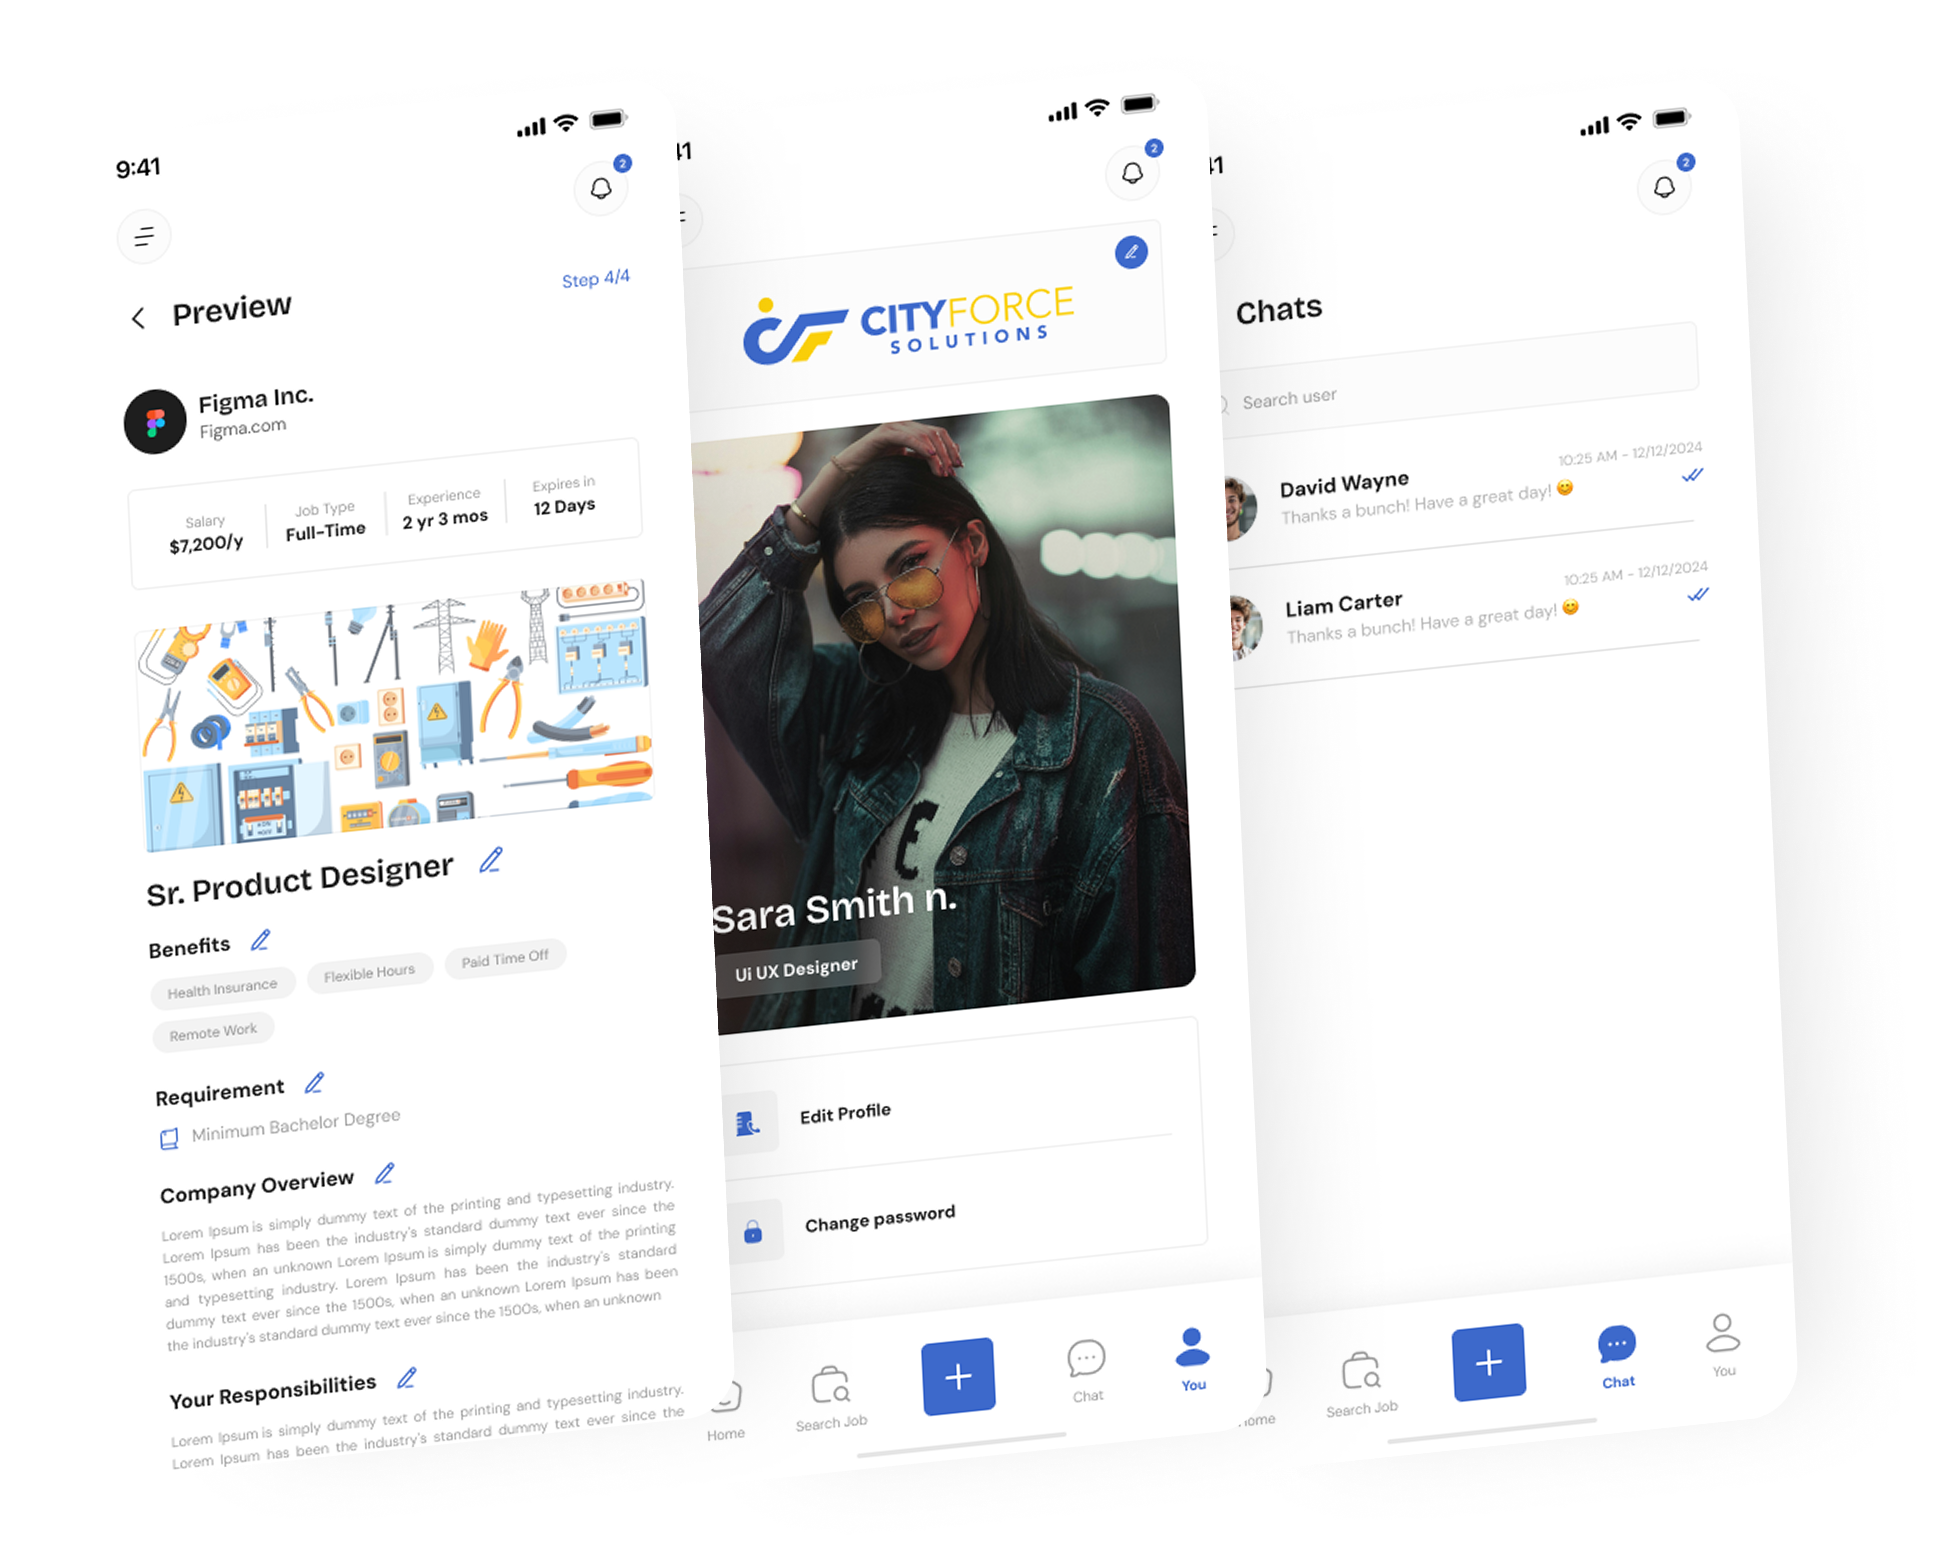 9:41
2
Step 4/4
Preview
Figma Inc.
Figma.com
Salary
$7,200/y
Job Type
Full-Time
Experience
2 yr 3 mos
Expires in
12 Days
Sr. Product Designer
Benefits
Health Insurance
Flexible Hours
Paid Time Off
Remote Work
Requirement
Minimum Bachelor Degree
Company Overview
Lorem Ipsum is simply dummy text of the printing and typesetting industry.
Lorem Ipsum has been the industry's standard dummy text ever since the
1500s, when an unknown Lorem Ipsum is simply dummy text of the printing
and typesetting industry. Lorem Ipsum has been the industry's standard
dummy text ever since the 1500s, when an unknown Lorem Ipsum has been
the industry's standard dummy text ever since the 1500s, when an unknown
Your Responsibilities
Lorem Ipsum is simply dummy text of the printing and typesetting industry.
Lorem Ipsum has been the industry's standard dummy text ever since the
41
2
CITYFORCE
SOLUTIONS
E
Sara Smith n.
Ui UX Designer
Edit Profile
Change password
Home
Search Job
Chat
You
41
2
Chats
Search user
David Wayne
10:25 AM - 12/12/2024
Thanks a bunch! Have a great day! 😊
Liam Carter
10:25 AM - 12/12/2024
Thanks a bunch! Have a great day! 😊
ome
Search Job
Chat
You